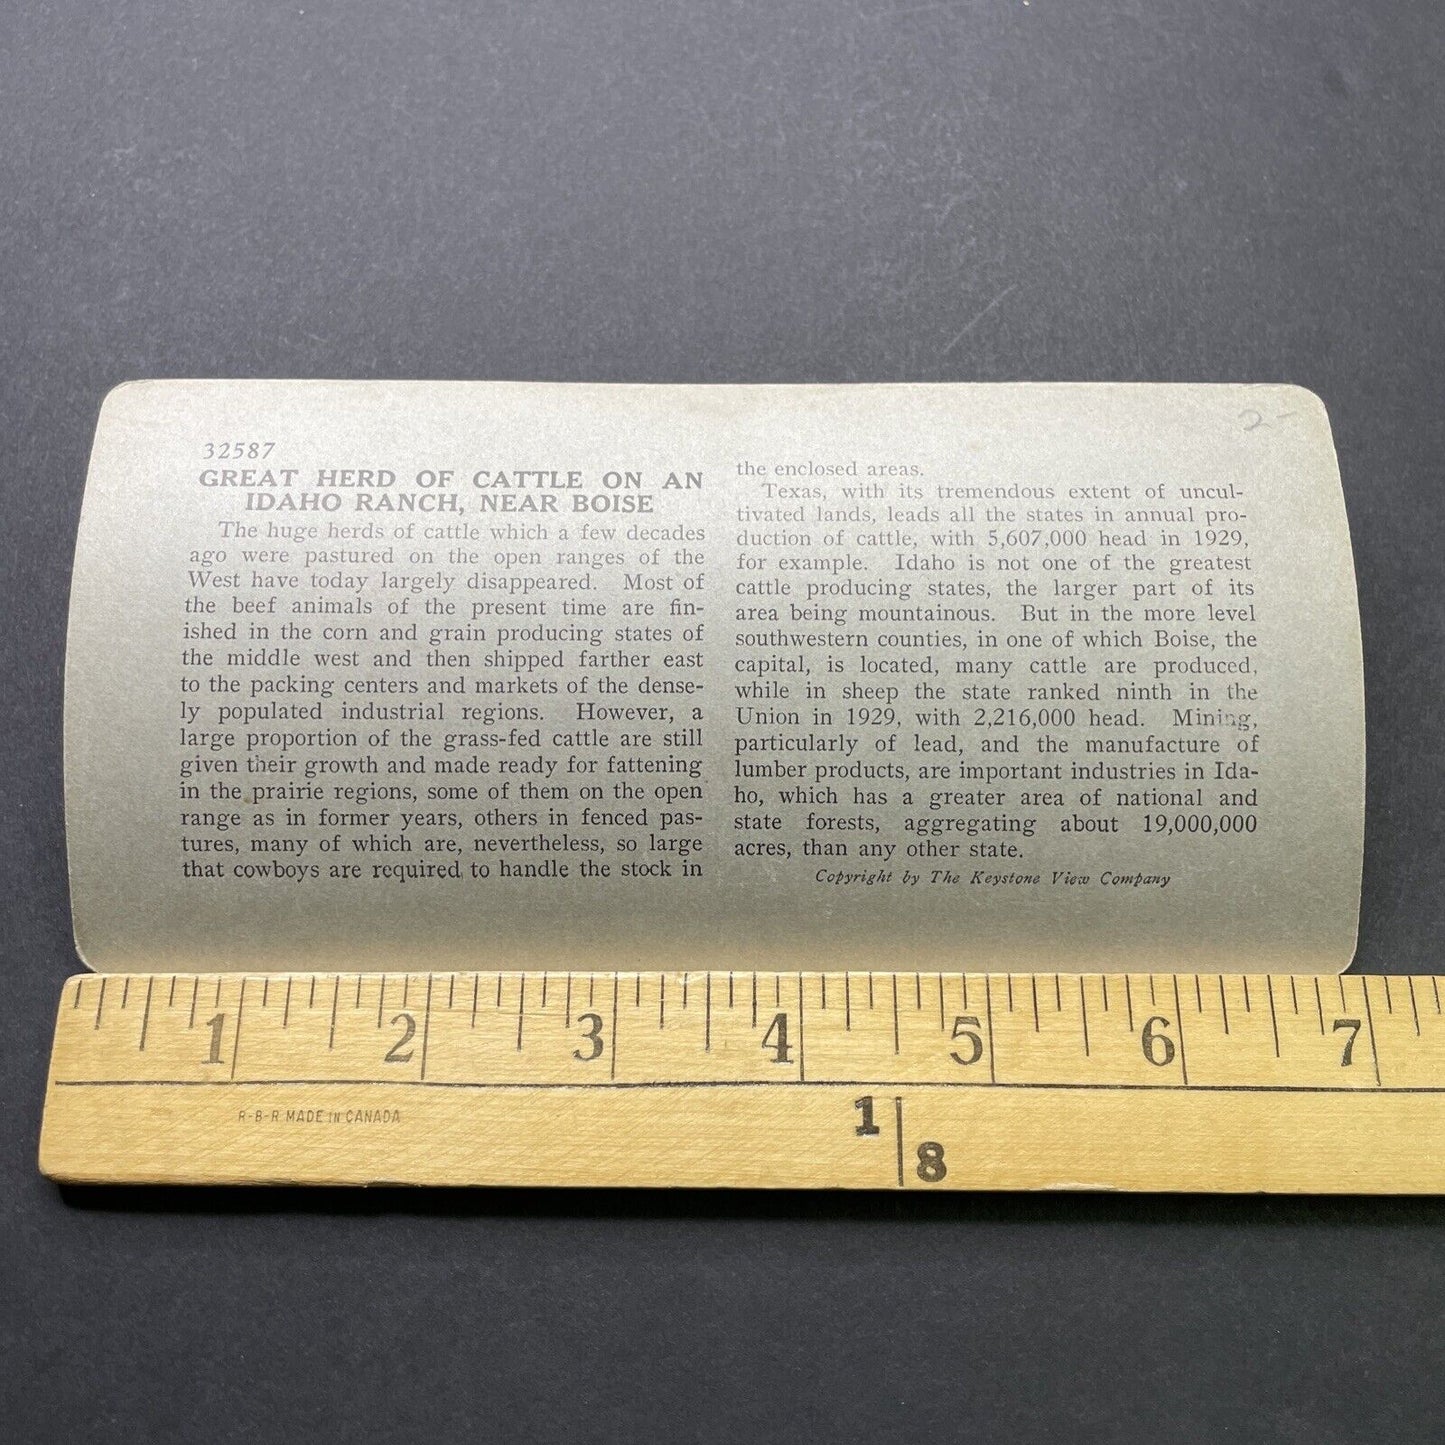 2-
32587
GREAT HERD OF CATTLE ON AN
IDAHO RANCH, NEAR BOISE
The huge herds of cattle which a few decades
ago were pastured on the open ranges of the
West have today largely disappeared. Most of
the beef animals of the present time are fin-
ished in the corn and grain producing states of
the middle west and then shipped farther east
to the packing centers and markets of the dense-
ly populated industrial regions. However, a
large proportion of the grass-fed cattle are still
given their growth and made ready for fattening
in the prairie regions, some of them on the open
range as in former years, others in fenced pas-
tures, many of which are, nevertheless, so large
that cowboys are required to handle the stock in
the enclosed areas.
Texas, with its tremendous extent of uncul-
tivated lands, leads all the states in annual pro-
duction of cattle, with 5,607,000 head in 1929,
for example. Idaho is not one of the greatest
cattle producing states, the larger part of its
area being mountainous. But in the more level
southwestern counties, in one of which Boise, the
capital, is located, many cattle are produced,
while in sheep the state ranked ninth in the
Union in 1929, with 2,216,000 head. Mining,
particularly of lead, and the manufacture of
lumber products, are important industries in Ida-
ho, which has a greater area of national and
state forests, aggregating about 19,000,000
acres, than any other state.
Copyright by The Keystone View Company
1 2 3 4 5 6 7
R-B-R MADE IN CANADA
1
8